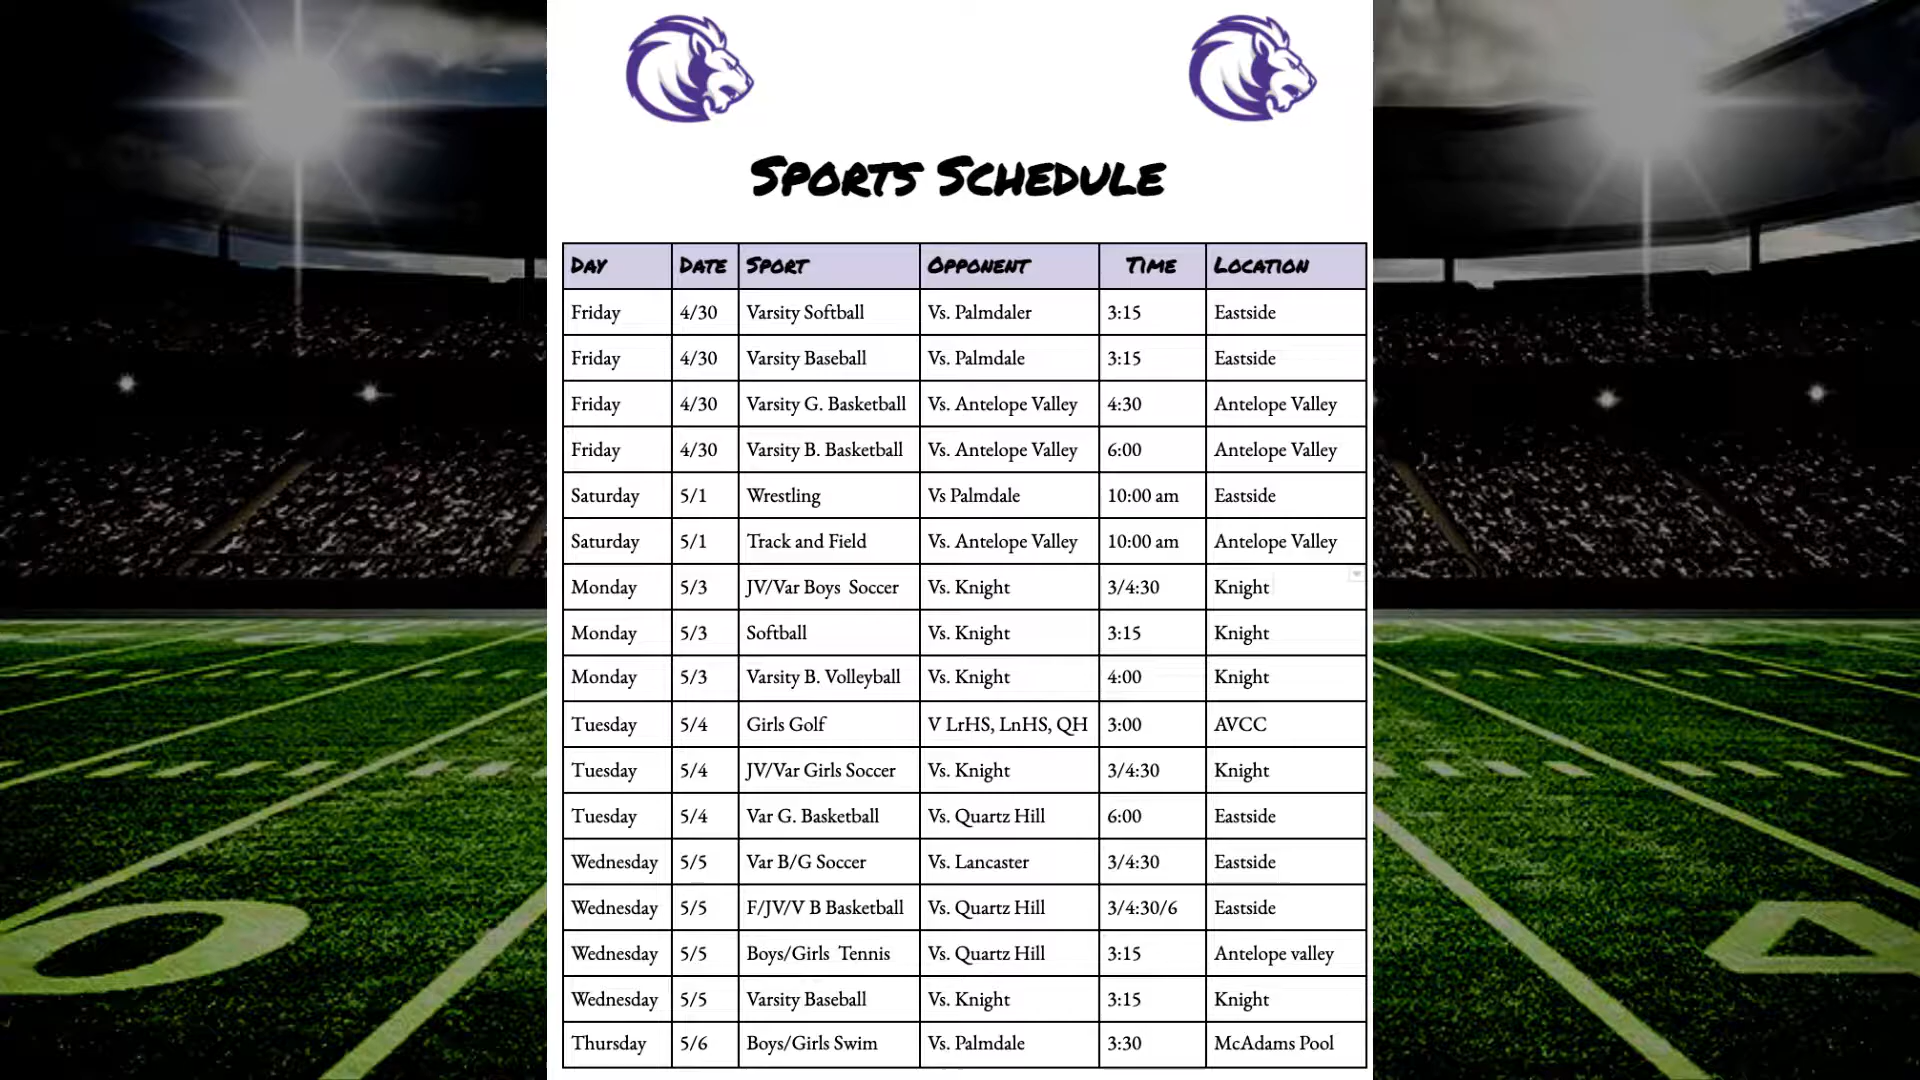 Sports Schedule
Day Date Sport Opponent Time Location
Friday 4/30 Varsity Softball Vs. Palmdaler 3:15 Eastside
Friday 4/30 Varsity Baseball Vs. Palmdale 3:15 Eastside
Friday 4/30 Varsity G. Basketball Vs. Antelope Valley 4:30 Antelope Valley
Friday 4/30 Varsity B. Basketball Vs. Antelope Valley 6:00 Antelope Valley
Saturday 5/1 Wrestling Vs Palmdale 10:00 am Eastside
Saturday 5/1 Track and Field Vs. Antelope Valley 10:00 am Antelope Valley
Monday 5/3 JV/Var Boys Soccer Vs. Knight 3/4:30 Knight
Monday 5/3 Softball Vs. Knight 3:15 Knight
Monday 5/3 Varsity B. Volleyball Vs. Knight 4:00 Knight
Tuesday 5/4 Girls Golf V LrHS, LnHS, QH 3:00 AVCC
Tuesday 5/4 JV/Var Girls Soccer Vs. Knight 3/4:30 Knight
Tuesday 5/4 Var G. Basketball Vs. Quartz Hill 6:00 Eastside
Wednesday 5/5 Var B/G Soccer Vs. Lancaster 3/4:30 Eastside
Wednesday 5/5 F/JV/V B Basketball Vs. Quartz Hill 3/4:30/6 Eastside
Wednesday 5/5 Boys/Girls Tennis Vs. Quartz Hill 3:15 Antelope valley
Wednesday 5/5 Varsity Baseball Vs. Knight 3:15 Knight
Thursday 5/6 Boys/Girls Swim Vs. Palmdale 3:30 McAdams Pool